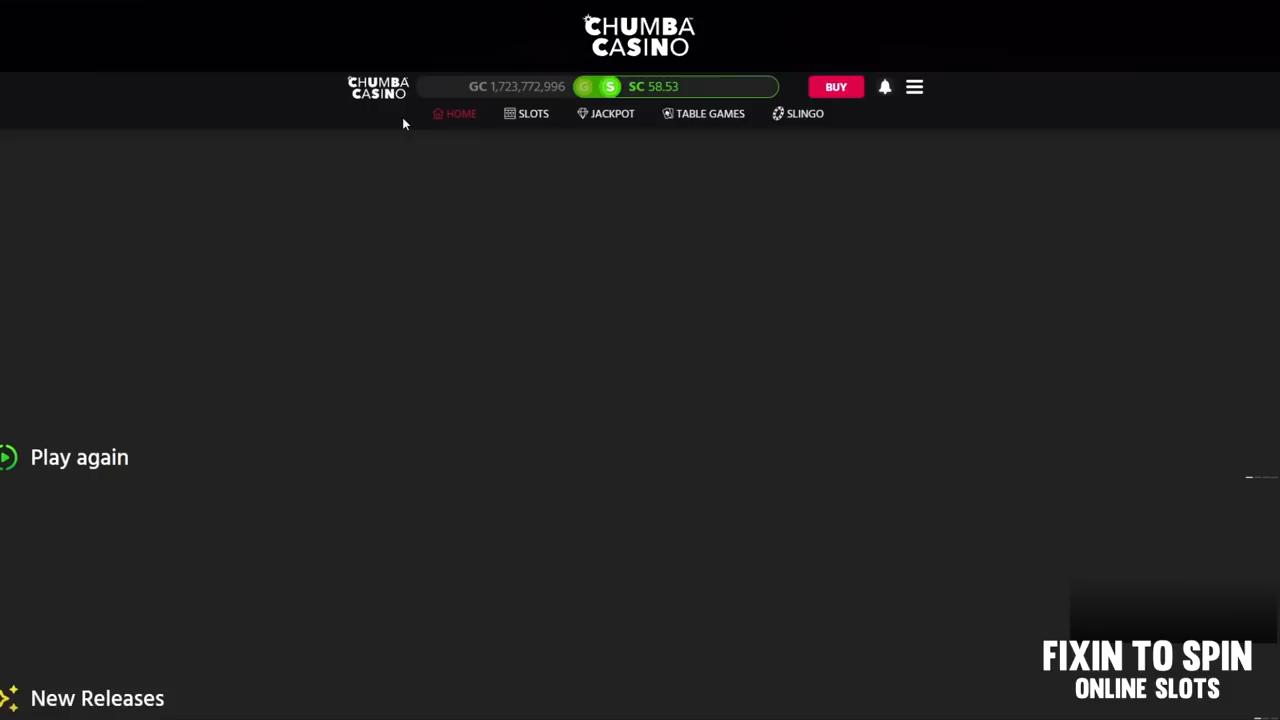 CHUMBA
CASINO
CHUMBA
CASINO
GC 1,723,772,996
G
S
SC 58.53
BUY
HOME
SLOTS
JACKPOT
TABLE GAMES
SLINGO
Play again
New Releases
FIXIN TO SPIN
ONLINE SLOTS